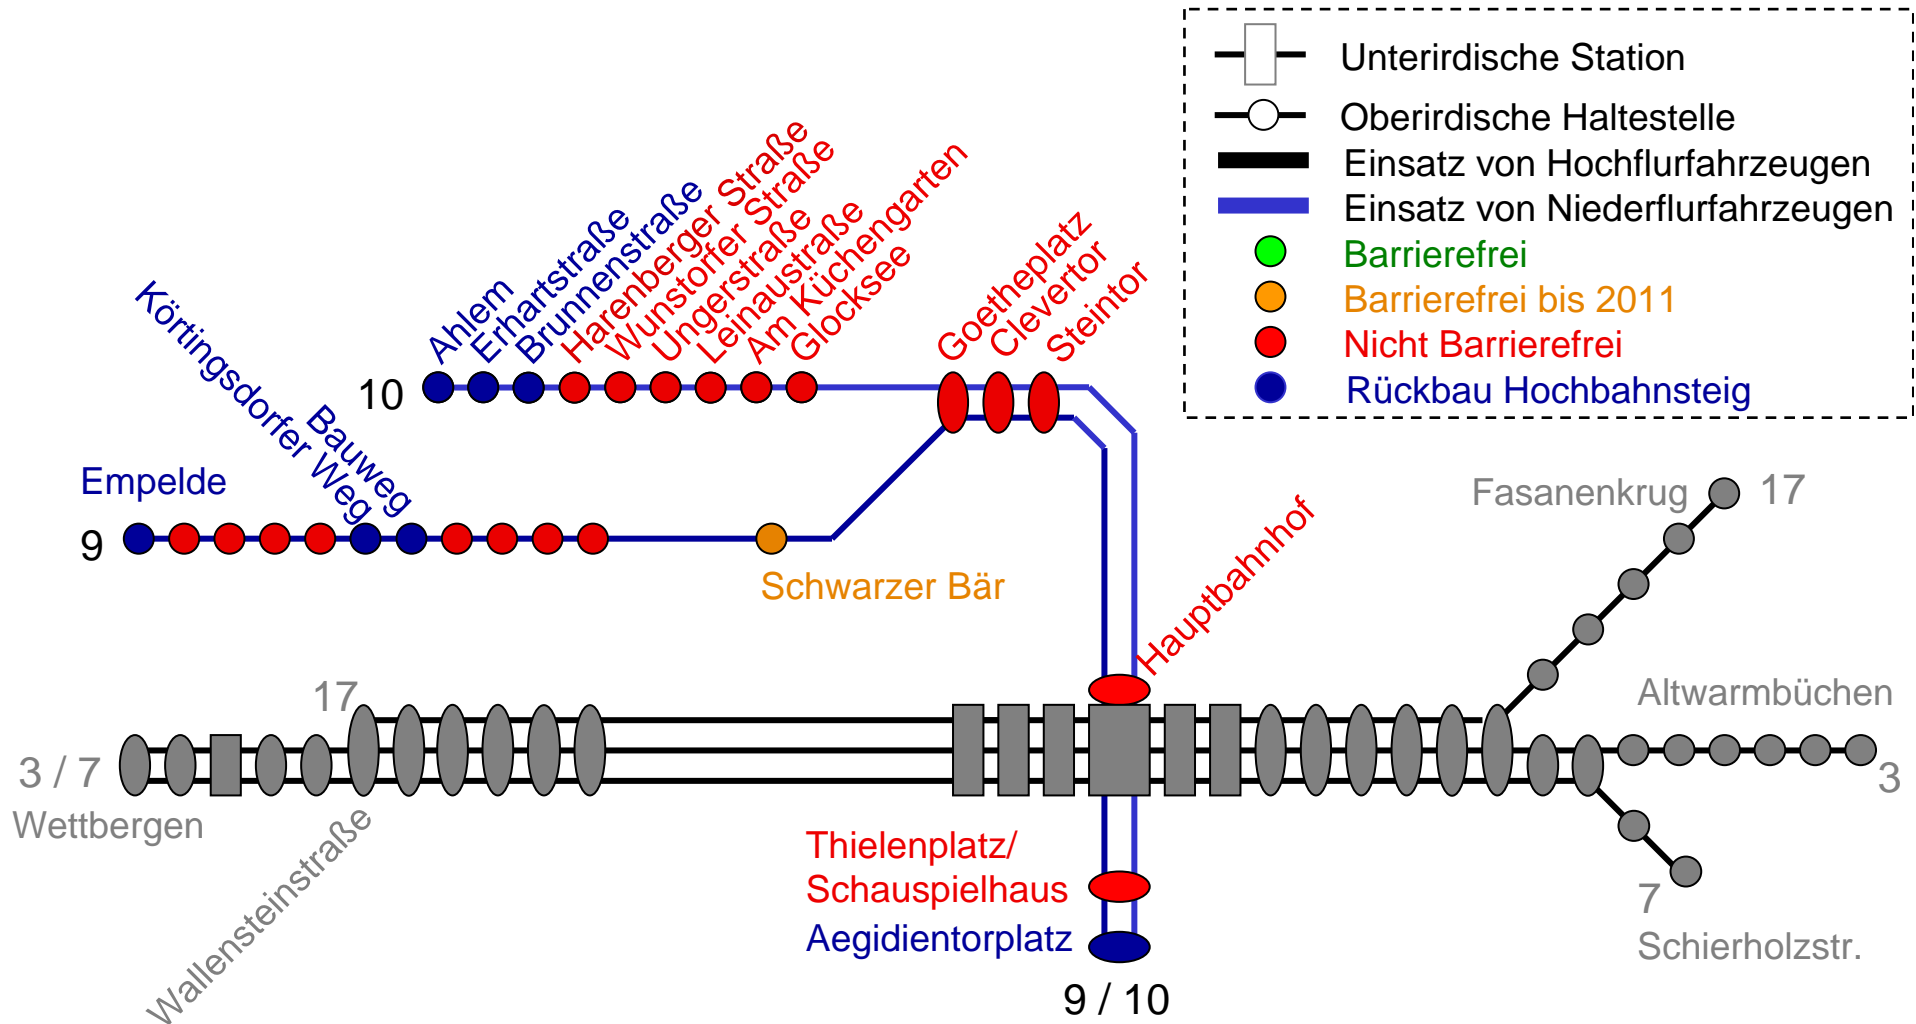 Unterirdische Station
Oberirdische Haltestelle
Einsatz von Hochflurfahrzeugen
Einsatz von Niederflurfahrzeugen
Barrierefrei
Barrierefrei bis 2011
Nicht Barrierefrei
Rückbau Hochbahnsteig
10
Ahlem
Erhartstraße
Brunnenstraße
Harenberger Straße
Wunstorfer Straße
Ungerstraße
Leinaustraße
Am Küchengarten
Glocksee
Goetheplatz
Clevertor
Steintor
Empelde
9
Körtingsdorfer Weg
Bauweg
Schwarzer Bär
Hauptbahnhof
Fasanenkrug
17
17
3 / 7
Wettbergen
Wallensteinstraße
Altwarmbüchen
3
7
Schierholzstr.
Thielenplatz/
Schauspielhaus
Aegidientorplatz
9 / 10